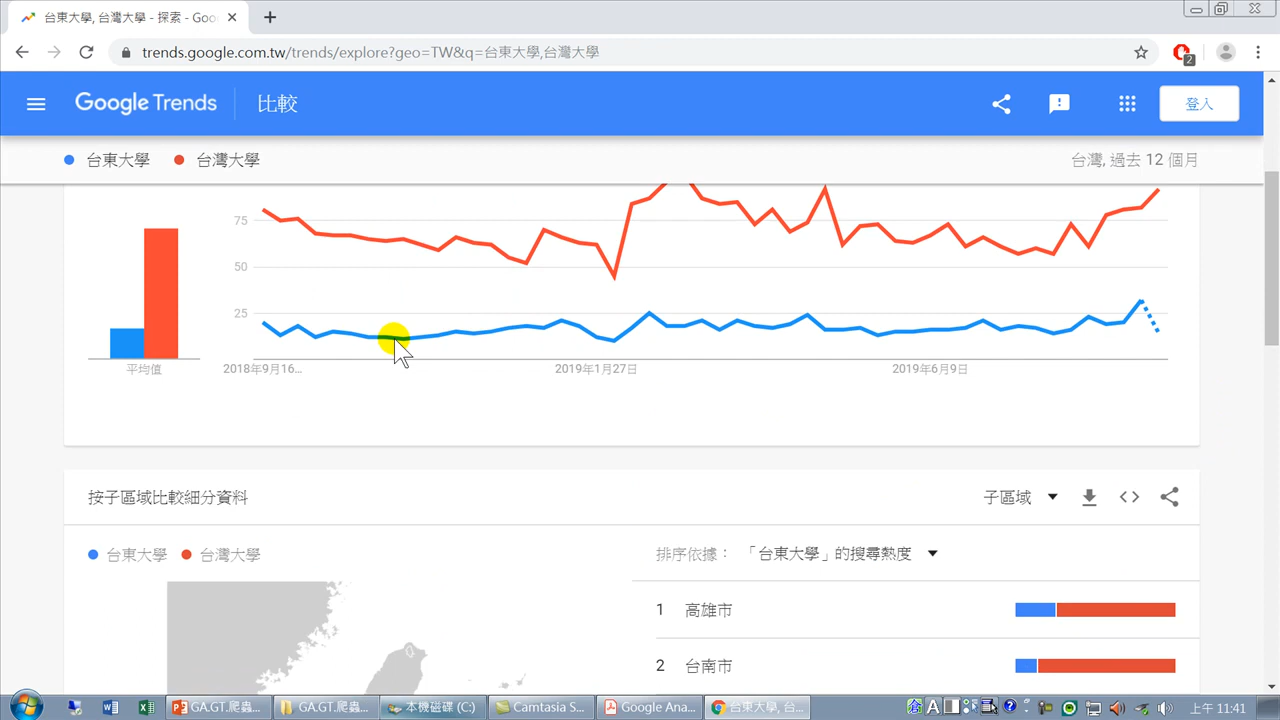 台東大學, 台灣大學 - 探索 - Goo
trends.google.com.tw/trends/explore?geo=TW&q=台東大學,台灣大學
2
Google Trends 比較
登入
台東大學 台灣大學
台灣, 過去 12 個月
75
50
25
平均值
2018年9月16...
2019年1月27日
2019年6月9日
按子區域比較細分資料
子區域
台東大學 台灣大學
排序依據： 「台東大學」的搜尋熱度
1 高雄市
2 台南市
GA.GT.爬蟲...
GA.GT.爬蟲...
本機磁碟 (C:)
Camtasia S...
Google Ana...
台東大學, 台...
上午 11:41